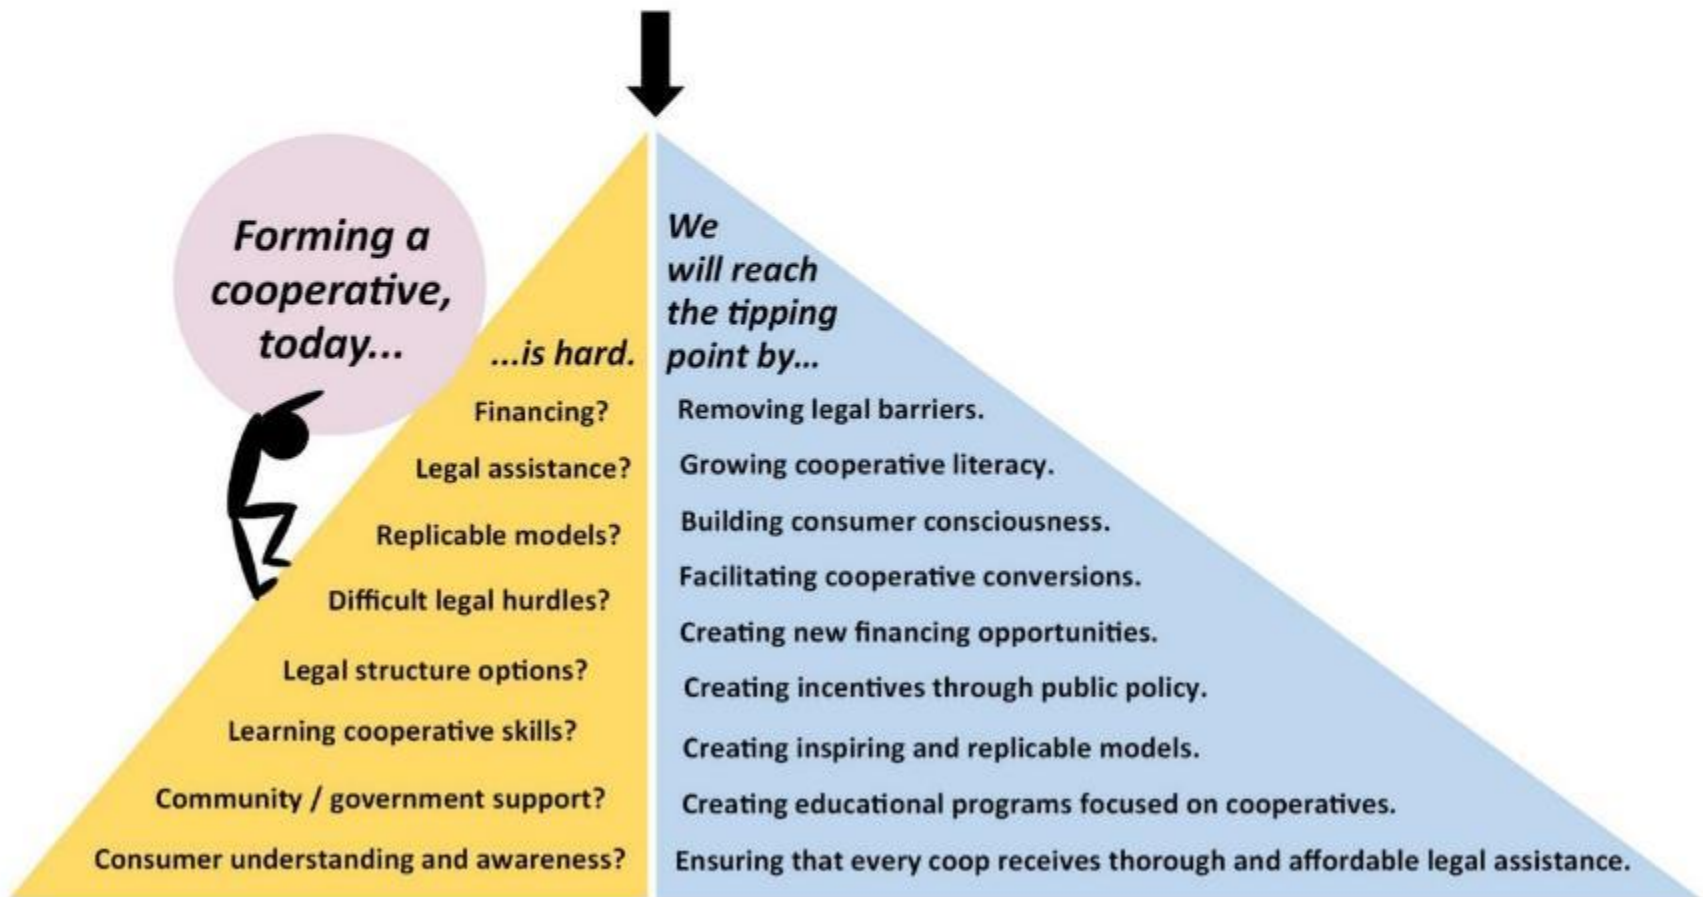 Forming a
cooperative,
today...
...is hard.
Financing?
Legal assistance?
Replicable models?
Difficult legal hurdles?
Legal structure options?
Learning cooperative skills?
Community / government support?
Consumer understanding and awareness?
We
will reach
the tipping
point by...
Removing legal barriers.
Growing cooperative literacy.
Building consumer consciousness.
Facilitating cooperative conversions.
Creating new financing opportunities.
Creating incentives through public policy.
Creating inspiring and replicable models.
Creating educational programs focused on cooperatives.
Ensuring that every coop receives thorough and affordable legal assistance.